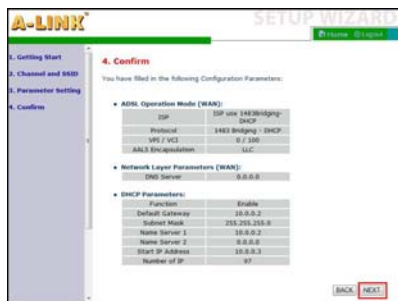 A-LINK
SETUP WIZARD
Home Logout
1. Getting Start
2. Channel and SSID
3. Parameter Setting
4. Confirm
4. Confirm
You have filled in the following Configuration Parameters:
ADSL Operation Mode (WAN):
ISP ISP use 1483Bridging-DHCP
Protocol 1483 Bridging - DHCP
VPI / VCI 0 / 100
AAL5 Encapsulation LLC
Network Layer Parameters (WAN):
DNS Server 0.0.0.0
DHCP Parameters:
Function Enable
Default Gateway 10.0.0.2
Subnet Mask 255.255.255.0
Name Server 1 10.0.0.2
Name Server 2 0.0.0.0
Start IP Address 10.0.0.3
Number of IP 97
BACK NEXT